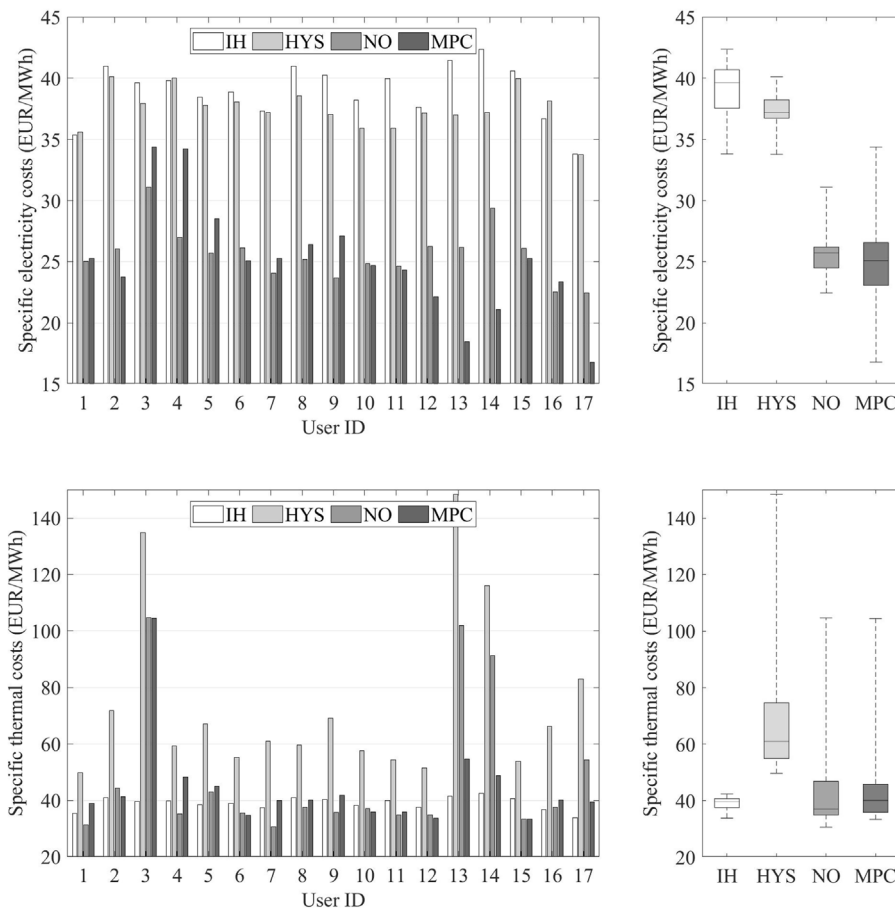 Specific electricity costs (EUR/MWh)
45
40
35
30
25
20
15
IH HYS NO MPC
1 2 3 4 5 6 7 8 9 10 11 12 13 14 15 16 17
User ID
Specific electricity costs (EUR/MWh)
45
40
35
30
25
20
15
IH HYS NO MPC
Specific thermal costs (EUR/MWh)
140
120
100
80
60
40
20
IH HYS NO MPC
1 2 3 4 5 6 7 8 9 10 11 12 13 14 15 16 17
User ID
Specific thermal costs (EUR/MWh)
140
120
100
80
60
40
20
IH HYS NO MPC